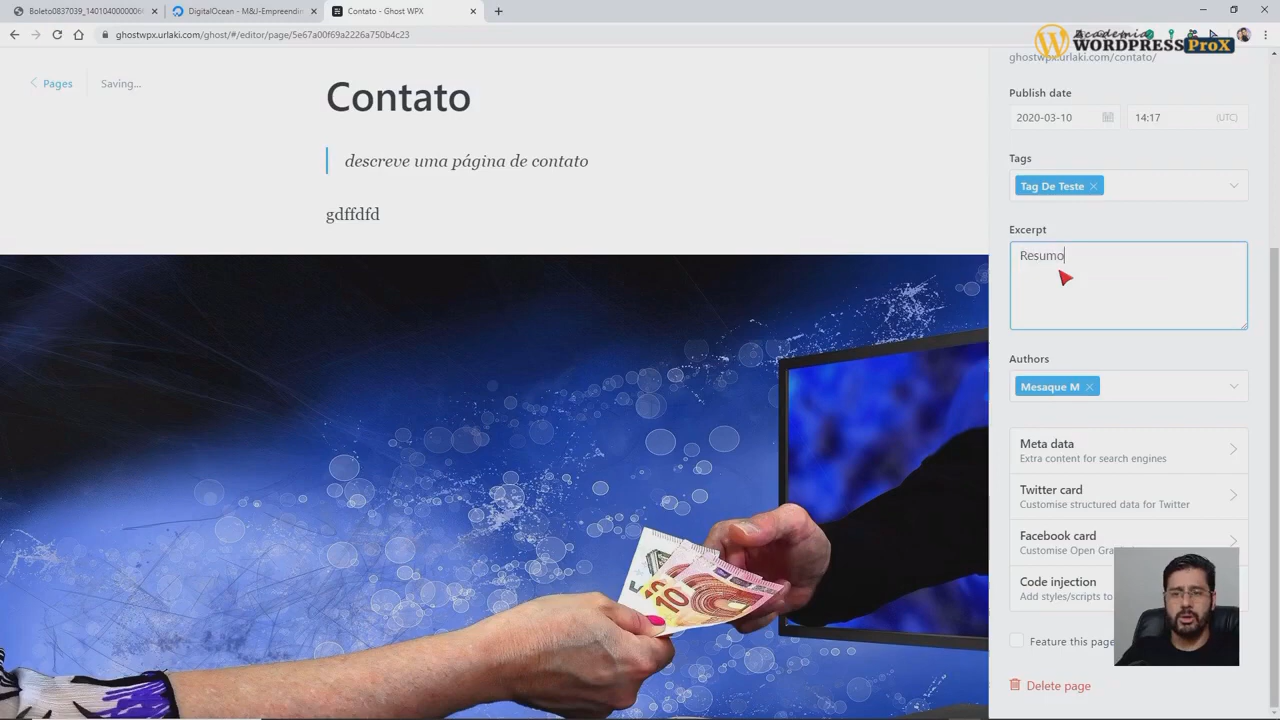 Boleto0837039_14010400000006
DigitalOcean - M&J-Empreendin
Contato - Ghost WPX
ghostwpx.urlaki.com/ghost/#/editor/page/5e67a00f69a2226a750b4c23
Academia
WORDPRESS ProX
Pages
Saving...
Contato
descreve uma página de contato
gdffdfd
ghostwpx.urlaki.com/contato/
Publish date
2020-03-10
14:17
(UTC)
Tags
Tag De Teste
Excerpt
Resumo
Authors
Mesaque M
Meta data
Extra content for search engines
Twitter card
Customise structured data for Twitter
Facebook card
Customise Open Gra
Code injection
Add styles/scripts to
Feature this page
Delete page
10